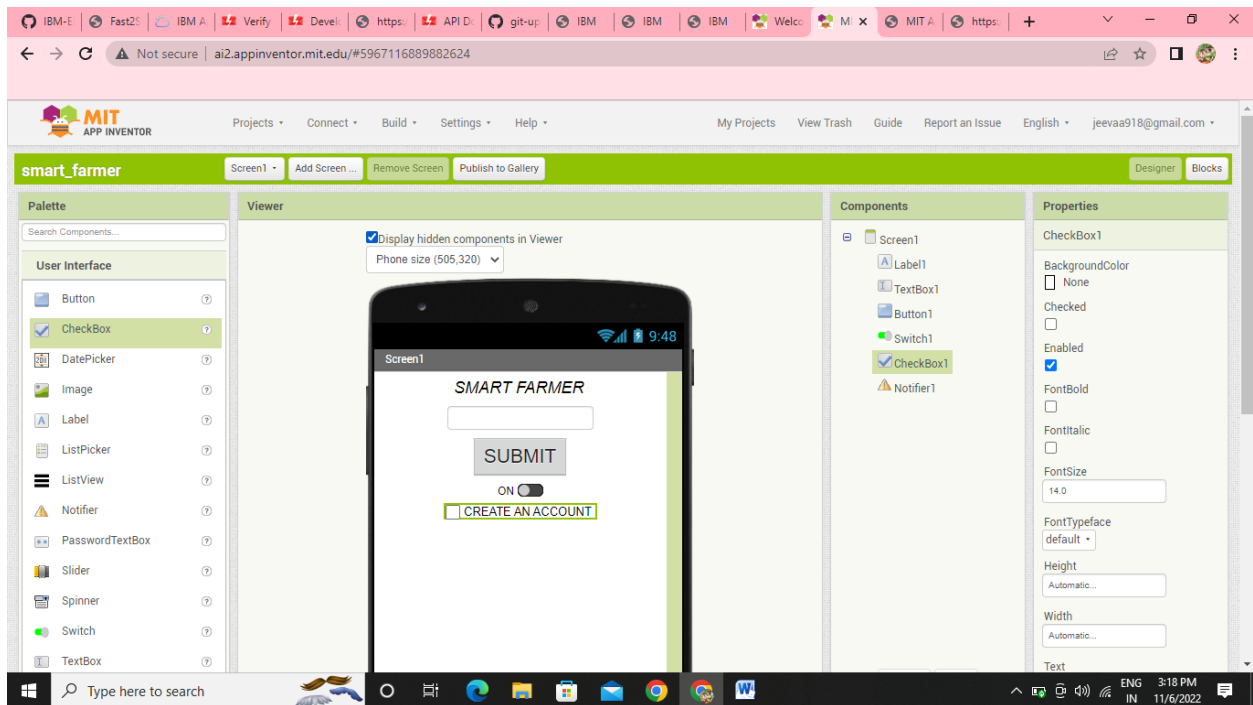 IBM-E Fast2S IBM A Verify Develo https: API Do git-up IBM IBM IBM Welco MI MIT A https:
Not secure ai2.appinventor.mit.edu/#5967116889882624
MIT
APP INVENTOR
Projects Connect Build Settings Help My Projects View Trash Guide Report an Issue English jeevaa918@gmail.com
smart_farmer Screen1 Add Screen ... Remove Screen Publish to Gallery Designer Blocks
Palette Viewer Components Properties
Search Components...
User Interface
Button
CheckBox
DatePicker
Image
Label
ListPicker
ListView
Notifier
PasswordTextBox
Slider
Spinner
Switch
TextBox
Display hidden components in Viewer
Phone size (505,320)
9:48
Screen1
SMART FARMER
SUBMIT
ON
CREATE AN ACCOUNT
Screen1
Label1
TextBox1
Button1
Switch1
CheckBox1
Notifier1
CheckBox1
BackgroundColor
None
Checked
Enabled
FontBold
FontItalic
FontSize
14.0
FontTypeface
default
Height
Automatic...
Width
Automatic...
Text
Type here to search
ENG 3:18 PM
IN 11/6/2022